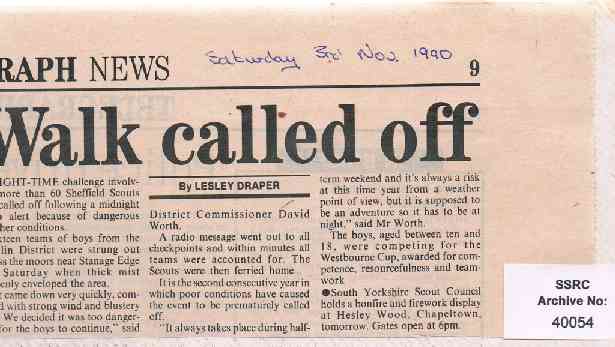 RAPH NEWS Saturday 3rd Nov. 1990 9
Walk called off
IGHT-TIME challenge involv-
more than 60 Sheffield Scouts
called off following a midnight
alert because of dangerous
her conditions.
teen teams of boys from the
lin District were strung out
ss the moors near Stanage Edge
Saturday when thick mist
enly enveloped the area.
t came down very quickly, com-
d with strong wind and blustery
We decided it was too danger-
for the boys to continue," said
By LESLEY DRAPER
District Commissioner David
Worth.
A radio message went out to all
checkpoints and within minutes all
teams were accounted for. The
Scouts were then ferried home.
It is the second consecutive year in
which poor conditions have caused
the event to be prematurely called
off.
"It always takes place during half-
term weekend and it's always a risk
at this time year from a weather
point of view, but it is supposed to
be an adventure so it has to be at
night," said Mr Worth.
The boys, aged between ten and
18, were competing for the
Westbourne Cup, awarded for com-
petence, resourcefulness and team-
work
●South Yorkshire Scout Council
holds a bonfire and firework display
at Hesley Wood, Chapeltown,
tomorrow. Gates open at 6pm.
SSRC
Archive No:
40054